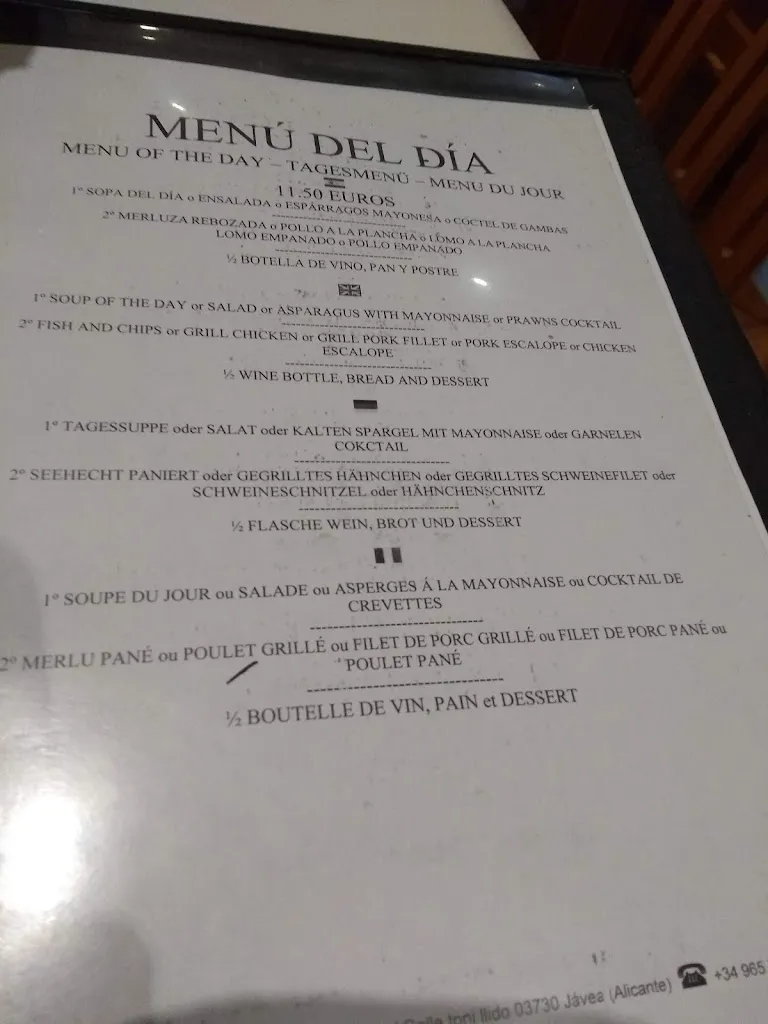 MENÚ DEL DÍA
MENU OF THE DAY – TAGESMENÜ – MENU DU JOUR
11.50 EUROS
1º SOPA DEL DÍA o ENSALADA o ESPÁRRAGOS MAYONESA o COCTEL DE GAMBAS
2º MERLUZA REBOZADA o POLLO A LA PLANCHA o LOMO A LA PLANCHA
LOMO EMPANADO o POLLO EMPANADO
½ BOTELLA DE VINO, PAN Y POSTRE
1º SOUP OF THE DAY or SALAD or ASPARAGUS WITH MAYONNAISE or PRAWNS COCKTAIL
2º FISH AND CHIPS or GRILL CHICKEN or GRILL PORK FILLET or PORK ESCALOPE or CHICKEN
ESCALOPE
½ WINE BOTTLE, BREAD AND DESSERT
1º TAGESSUPPE oder SALAT oder KALTEN SPARGEL MIT MAYONNAISE oder GARNELEN
COKCTAIL
2º SEEHECHT PANIERT oder GEGRILLTES HÄHNCHEN oder GEGRILLTES SCHWEINEFILET oder
SCHWEINESCHNITZEL oder HÄHNCHENSCHNITZ
½ FLASCHE WEIN, BROT UND DESSERT
1º SOUPE DU JOUR ou SALADE ou ASPERGES Á LA MAYONNAISE ou COCKTAIL DE
CREVETTES
2º MERLU PANÉ ou POULET GRILLÉ ou FILET DE PORC GRILLÉ ou FILET DE PORC PANÉ ou
POULET PANÉ
½ BOUTELLE DE VIN, PAIN et DESSERT
03730 Jávea (Alicante) ☎ +34 965